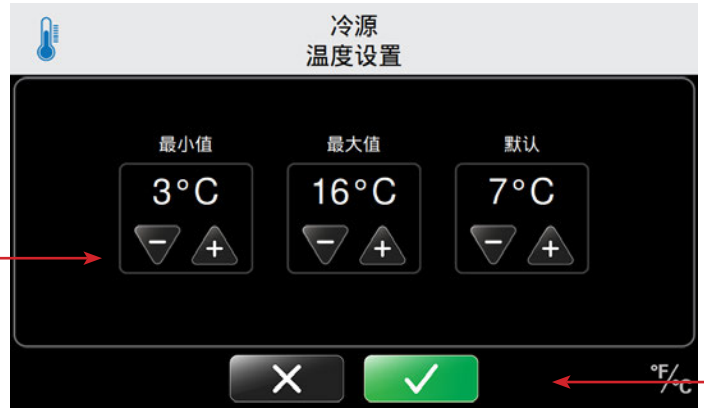 冷源
温度设置
最小值 最大值 默认
3°C 16°C 7°C
− + − + − +
°F/°C